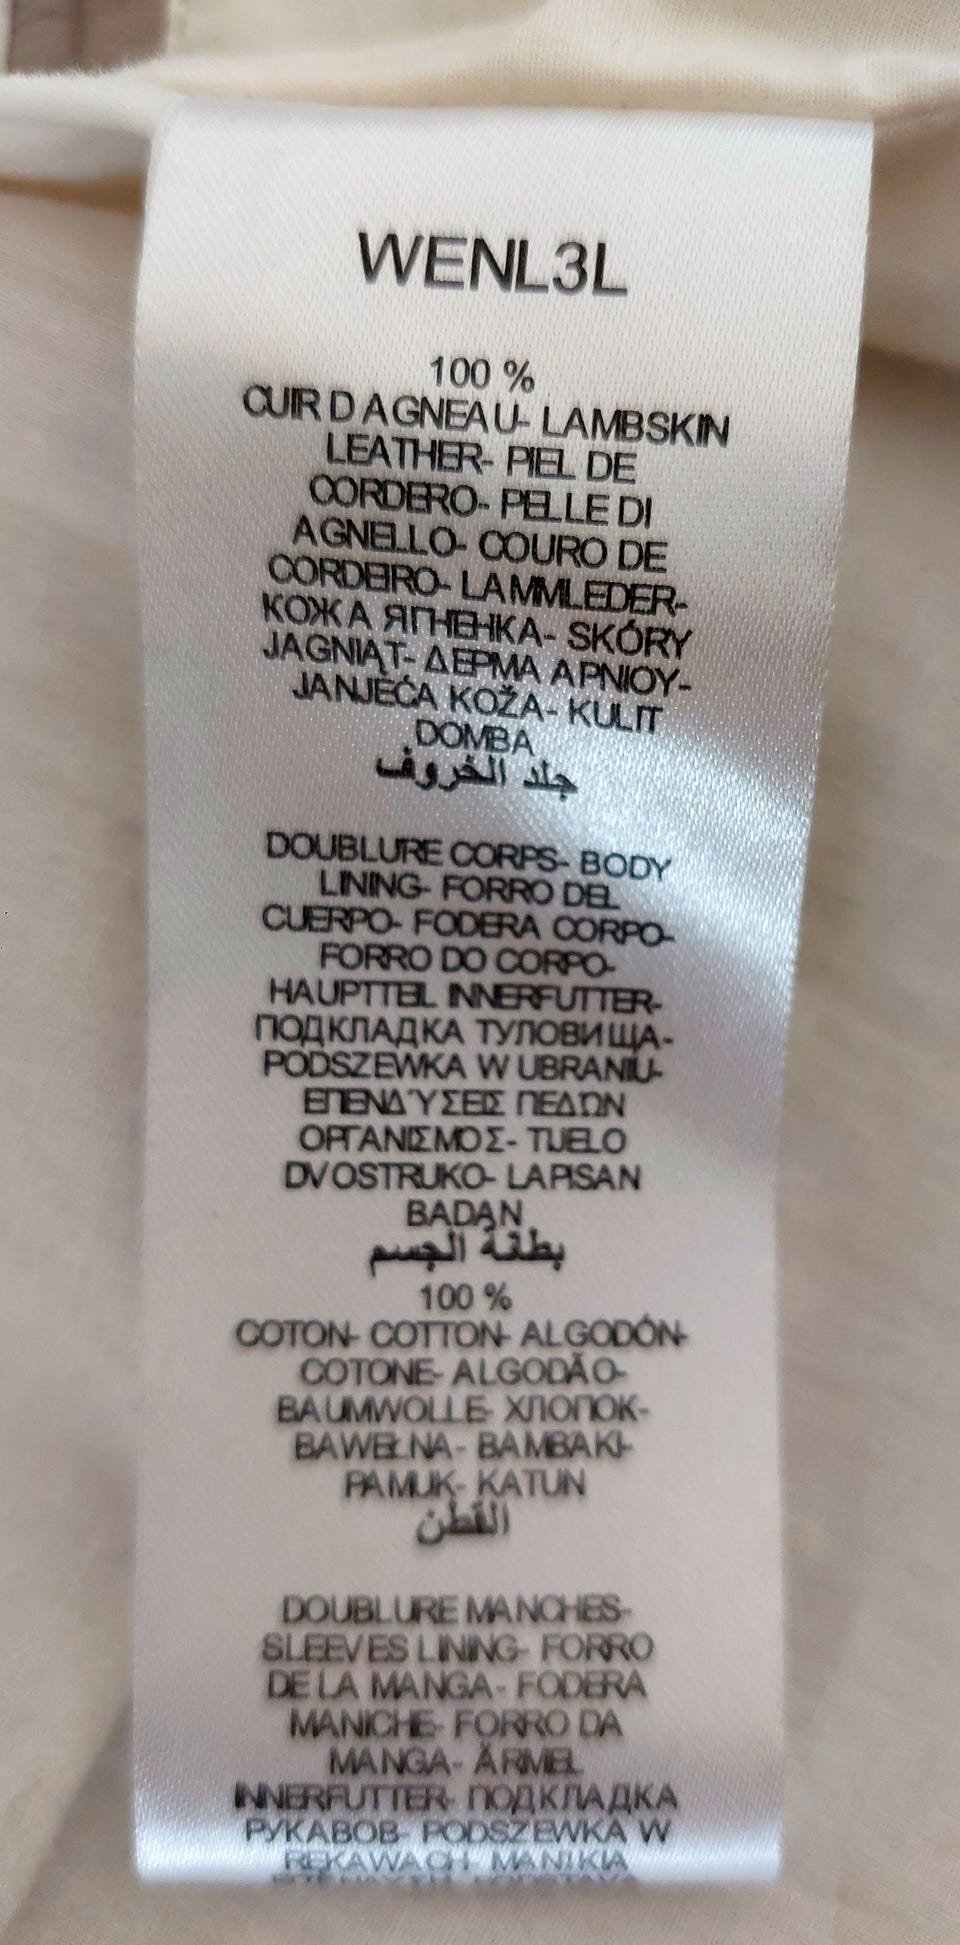 WENL3L
100 %
CUIR D AGNEAU- LAMBSKIN
LEATHER- PIEL DE
CORDERO- PELLE DI
AGNELLO- COURO DE
CORDEIRO- LAMMLEDER-
КОЖА ЯГНЕНКА- SKÓRY
JAGNIĄT- ΔΕΡΜΑ ΑΡΝΙΟΥ-
JANJEĆA KOŽA- KULIT
DOMBA
جلد الخروف
DOUBLURE CORPS- BODY
LINING- FORRO DEL
CUERPO- FODERA CORPO-
FORRO DO CORPO-
HAUPTTEIL INNERFUTTER-
ПОДКЛАДКА ТУЛОВИЩА-
PODSZEWKA W UBRANIU-
ΕΠΕΝΔΎΣΕΙΣ ΠΕΔΩΝ
ΟΡΓΑΝΙΣΜΟΣ- TIJELO
DVOSTRUKO- LAPISAN
BADAN
بطانة الجسم
100 %
COTON- COTTON- ALGODÓN-
COTONE- ALGODÃO-
BAUMWOLLE- ХЛОПОК-
BAWEŁNA- BAMBAKI-
PAMUK- KATUN
القطن
DOUBLURE MANCHES-
SLEEVES LINING- FORRO
DE LA MANGA- FODERA
MANICHE- FORRO DA
MANGA- ÄRMEL
INNERFUTTER- ПОДКЛАДКА
РУКАВОВ- PODSZEWKA W
RĘKAWACH- MANIKIA